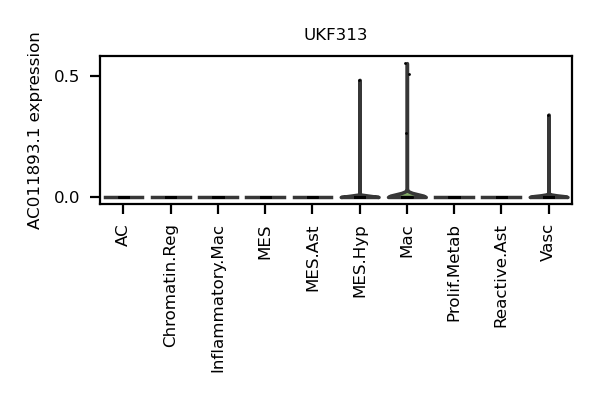 UKF313
AC011893.1 expression
0.5
0.0
AC
Chromatin.Reg
Inflammatory.Mac
MES
MES.Ast
MES.Hyp
Mac
Prolif.Metab
Reactive.Ast
Vasc